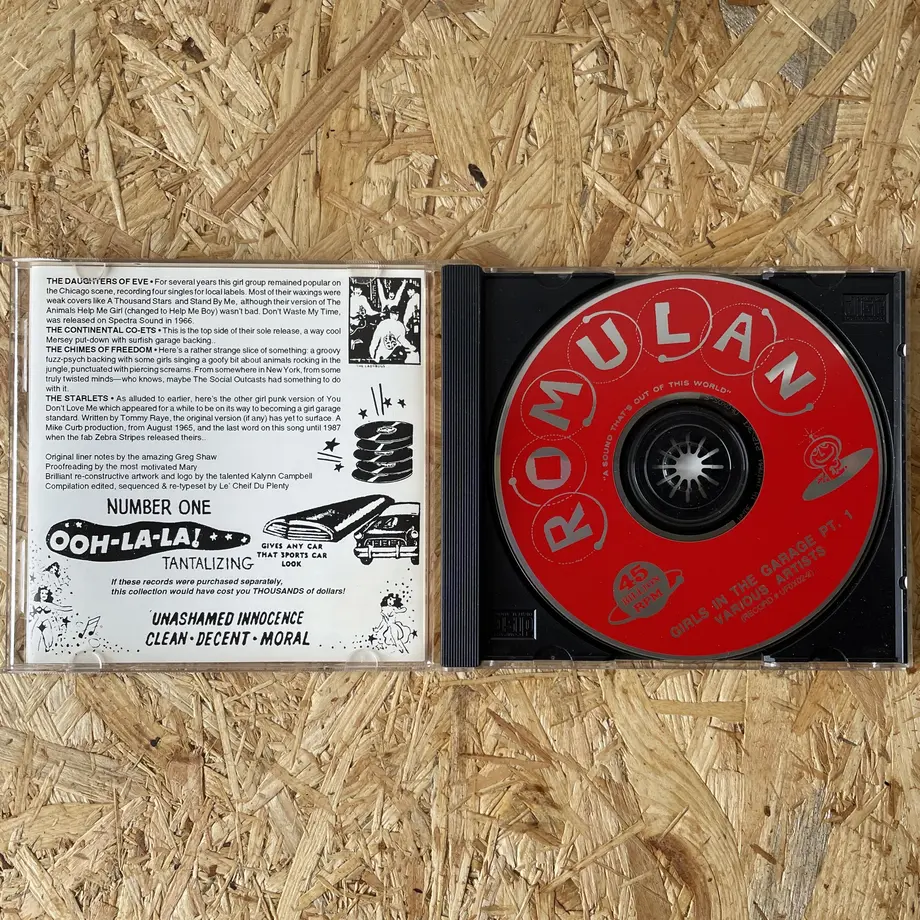 THE DAUGHTERS OF EVE • For several years this girl group remained popular on
the Chicago scene, recording four singles for local labels. Most of their waxings were
weak covers like A Thousand Stars and Stand By Me, although their version of The
Animals Help Me Girl (changed to Help Me Boy) wasn't bad. Don't Waste My Time,
was released on Spectra Sound in 1966.
THE CONTINENTAL CO-ETS • This is the top side of their sole release, a way cool
Mersey put-down with surfish garage backing..
THE CHIMES OF FREEDOM • Here's a rather strange slice of something: a groovy
fuzz-psych backing with some girls singing a goofy bit about animals rocking in the
jungle, punctuated with piercing screams. From somewhere in New York, from some
truly twisted minds—who knows, maybe The Social Outcasts had something to do
with it.
THE STARLETS • As alluded to earlier, here's the other girl punk version of You
Don't Love Me which appeared for a while to be on its way to becoming a girl garage
standard. Written by Tommy Raye, the original version (if any) has yet to surface. A
Mike Curb production, from August 1965, and the last word on this song until 1987
when the fab Zebra Stripes released theirs..
Original liner notes by the amazing Greg Shaw
Proofreading by the most motivated Mary
Brilliant re-constructive artwork and logo by the talented Kalynn Campbell
Compilation edited, sequenced & re-typeset by Le' Cheif Du Plenty
NUMBER ONE
OOH-LA-LA!
TANTALIZING
GIVES ANY CAR
THAT SPORTS CAR
LOOK
If these records were purchased separately,
this collection would have cost you THOUSANDS of dollars!
UNASHAMED INNOCENCE
CLEAN • DECENT • MORAL
ROMULAN
"A SOUND THAT'S OUT OF THIS WORLD"
45
RPM
GIRLS IN THE GARAGE PT. 1
VARIOUS ARTISTS